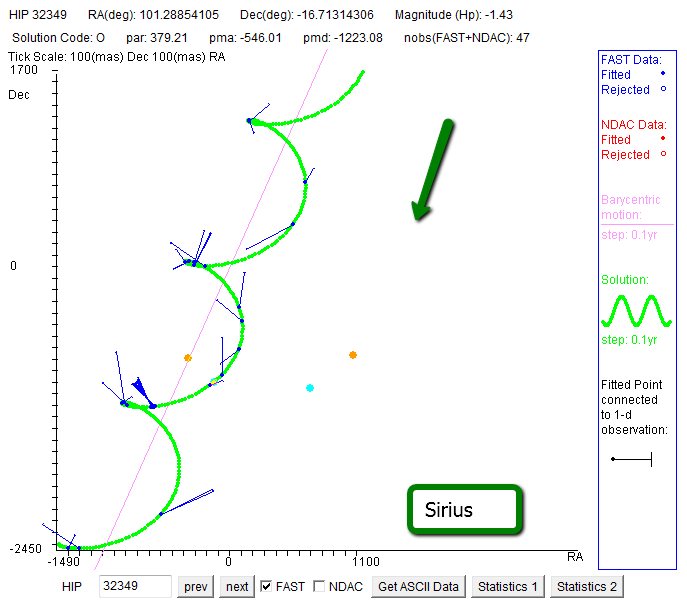 HIP 32349 RA(deg): 101.28854105 Dec(deg): -16.71314306 Magnitude (Hp): -1.43
Solution Code: O par: 379.21 pma: -546.01 pmd: -1223.08 nobs(FAST+NDAC): 47
Tick Scale: 100(mas) Dec 100(mas) RA
1700
Dec
0
-2450
-1490 0 1100 RA
Sirius
FAST Data:
Fitted
Rejected
NDAC Data:
Fitted
Rejected
Barycentric
motion:
step: 0.1yr
Solution:
step: 0.1yr
Fitted Point
connected
to 1-d
observation:
HIP 32349 prev next FAST NDAC Get ASCII Data Statistics 1 Statistics 2